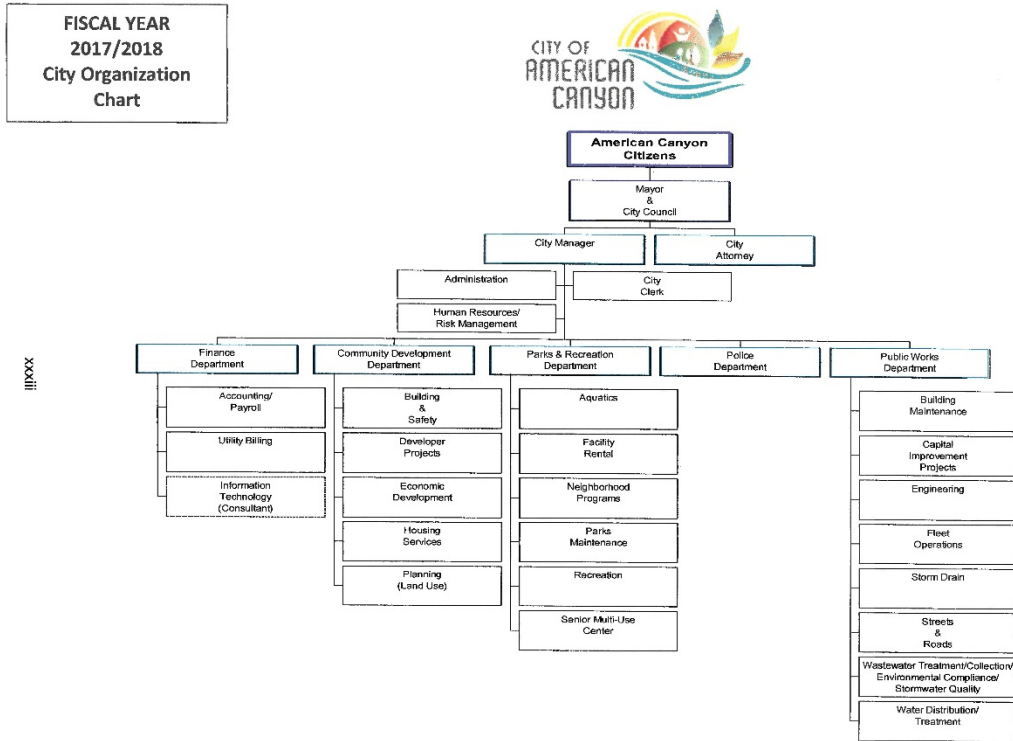 FISCAL YEAR
2017/2018
City Organization
Chart
CITY OF
AMERICAN
CANYON
American Canyon
Citizens
Mayor
&
City Council
City Manager
City
Attorney
Administration
City
Clerk
Human Resources/
Risk Management
Finance
Department
Community Development
Department
Parks & Recreation
Department
Police
Department
Public Works
Department
Accounting/
Payroll
Utility Billing
Information
Technology
(Consultant)
Building
&
Safety
Developer
Projects
Economic
Development
Housing
Services
Planning
(Land Use)
Aquatics
Facility
Rental
Neighborhood
Programs
Parks
Maintenance
Recreation
Senior Multi-Use
Center
Building
Maintenance
Capital
Improvement
Projects
Engineering
Fleet
Operations
Storm Drain
Streets
&
Roads
Wastewater Treatment/Collection/
Environmental Compliance/
Stormwater Quality
Water Distribution/
Treatment
xxxiii